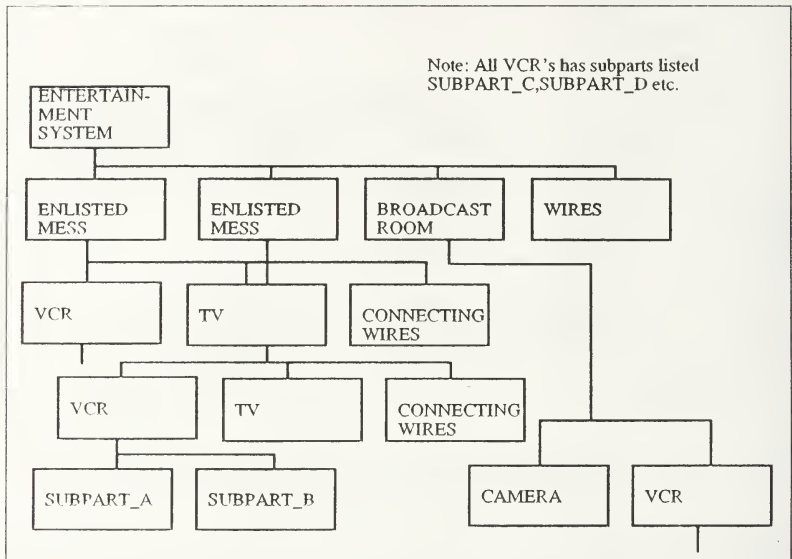 Note: All VCR's has subparts listed
SUBPART_C,SUBPART_D etc.
ENTERTAIN-
MENT
SYSTEM
ENLISTED
MESS
ENLISTED
MESS
BROADCAST
ROOM
WIRES
VCR
TV
CONNECTING
WIRES
VCR
TV
CONNECTING
WIRES
SUBPART_A
SUBPART_B
CAMERA
VCR